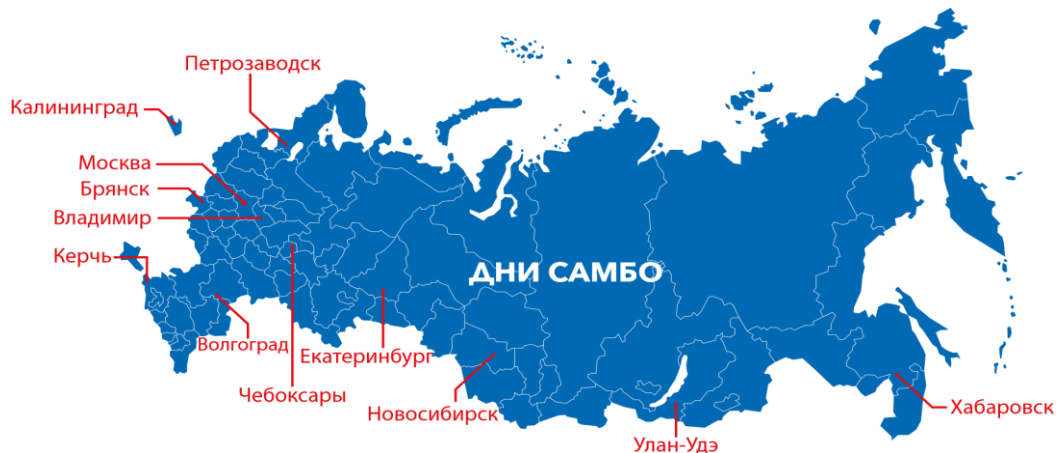 Петрозаводск
Калининград
Москва
Брянск
Владимир
Керчь
ДНИ САМБО
Волгоград
Екатеринбург
Чебоксары
Новосибирск
Хабаровск
Улан-Удэ